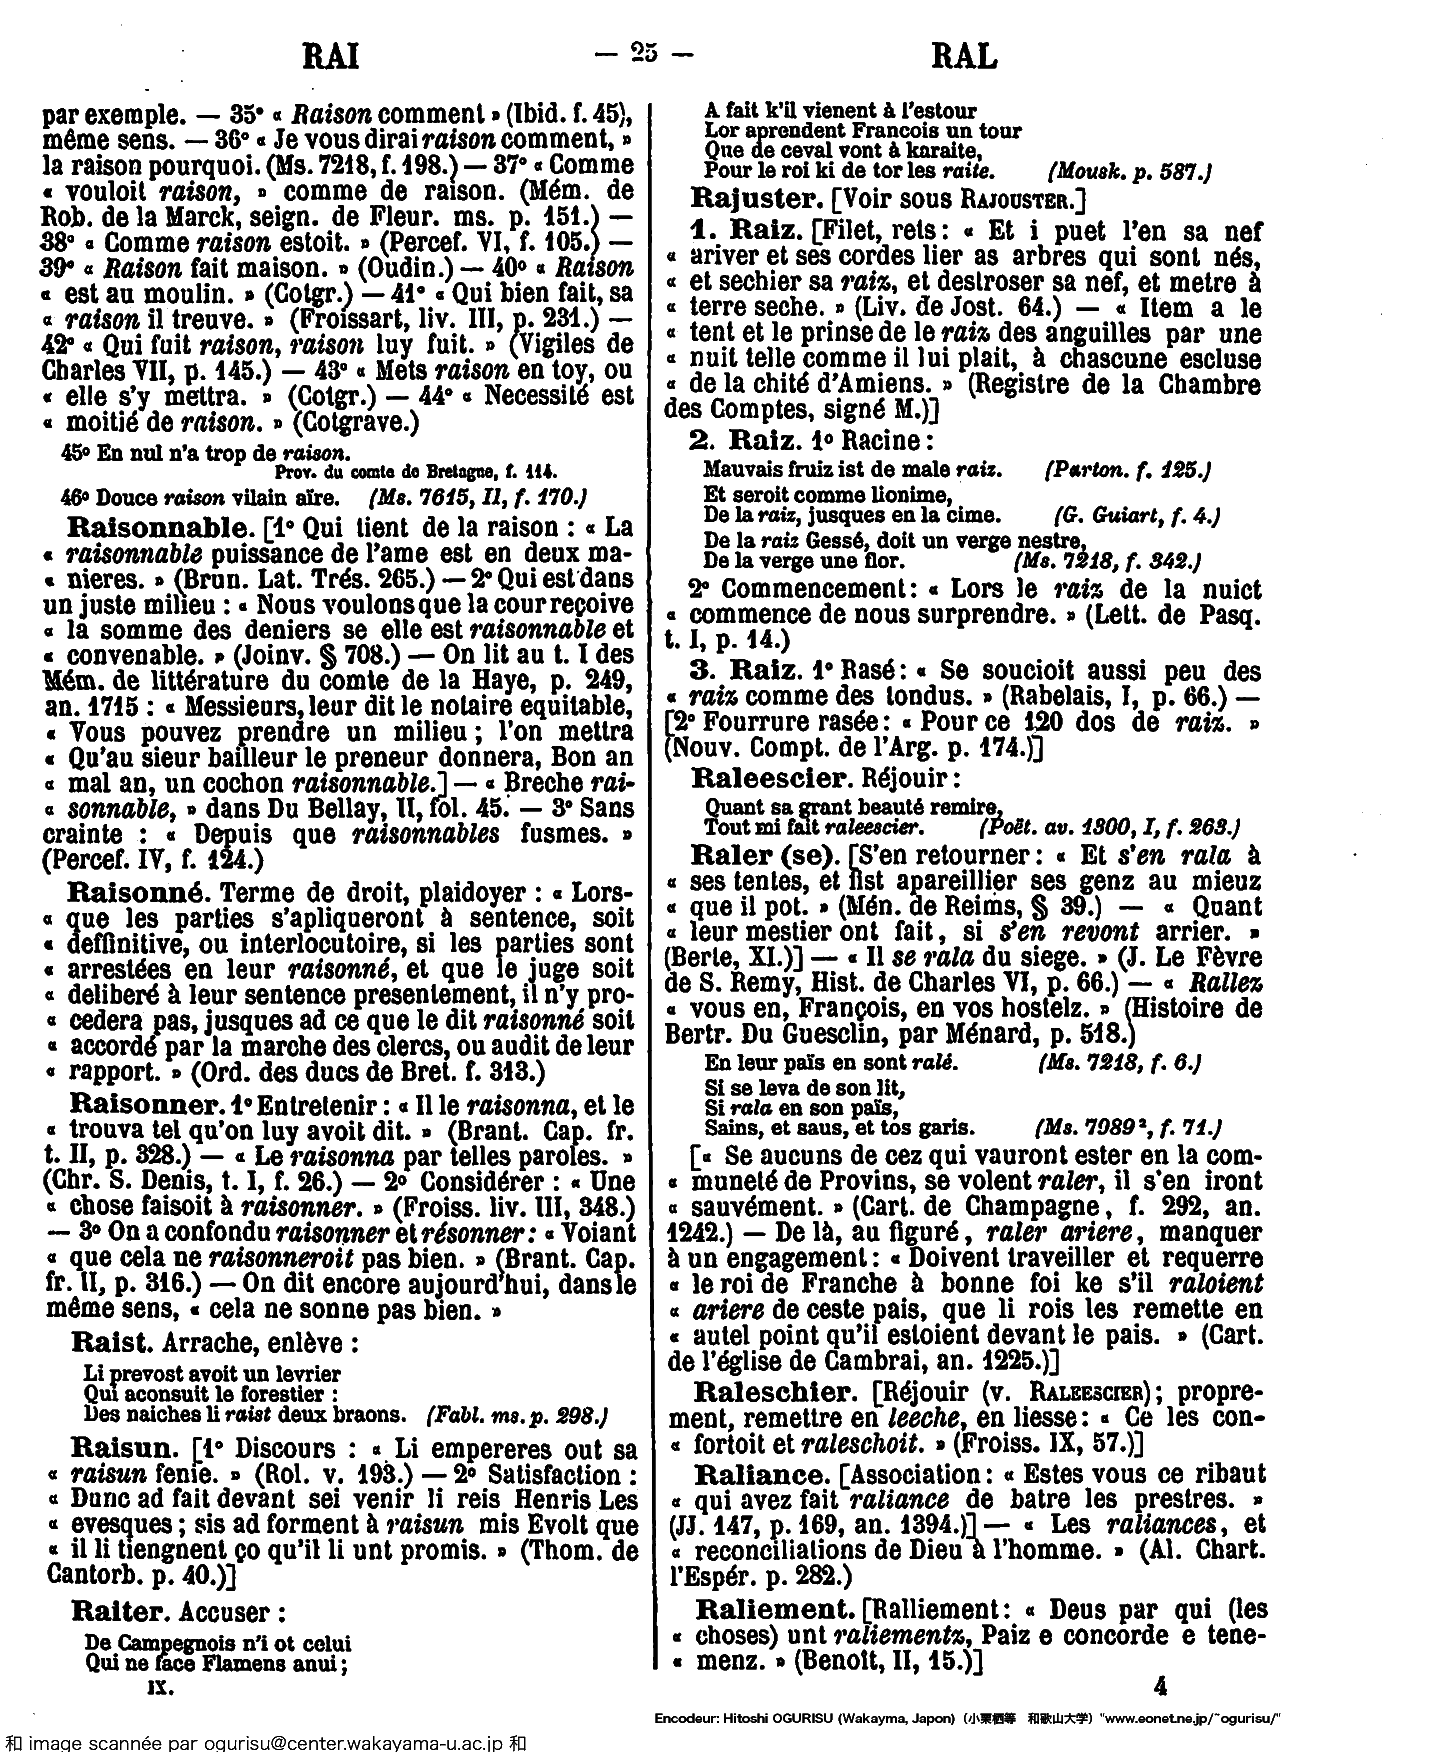 RAI — 25 — RAL
par exemple. — 35° « Raison comment » (Ibid. f. 45),
même sens. — 36° « Je vous dirai raison comment, »
la raison pourquoi. (Ms. 7218, f. 198.) — 37° « Comme
« vouloit raison, » comme de raison. (Mém. de
Rob. de la Marck, seign. de Fleur. ms. p. 151.) —
38° « Comme raison estoit. » (Percef. VI, f. 105.) —
39° « Raison fait maison. » (Oudin.) — 40° « Raison
« est au moulin. » (Cotgr.) — 41° « Qui bien fait, sa
« raison il treuve. » (Froissart, liv. III, p. 231.) —
42° « Qui fuit raison, raison luy fuit. » (Vigiles de
Charles VII, p. 145.) — 43° « Mets raison en toy, ou
« elle s'y mettra. » (Cotgr.) — 44° « Necessité est
« moitié de raison. » (Cotgrave.)
45° En nul n'a trop de raison.
Prov. du comte de Bretagne, f. 114.
46° Douce raison vilain aïre. (Ms. 7615, II, f. 170.)
Raisonnable. [1° Qui tient de la raison : « La
« raisonnable puissance de l'ame est en deux ma-
« nieres. » (Brun. Lat. Trés. 265.) — 2° Qui est dans
un juste milieu : « Nous voulons que la cour reçoive
« la somme des deniers se elle est raisonnable et
« convenable. » (Joinv. § 708.) — On lit au t. I des
Mém. de littérature du comte de la Haye, p. 249,
an. 1715 : « Messieurs, leur dit le notaire equitable,
« Vous pouvez prendre un milieu ; l'on mettra
« Qu'au sieur bailleur le preneur donnera, Bon an
« mal an, un cochon raisonnable.] — « Breche rai-
« sonnable, » dans Du Bellay, II, fol. 45. — 3° Sans
crainte : « Depuis que raisonnables fusmes. »
(Percef. IV, f. 124.)
Raisonné. Terme de droit, plaidoyer : « Lors-
« que les parties s'apliqueront à sentence, soit
« deffinitive, ou interlocutoire, si les parties sont
« arrestées en leur raisonné, et que le juge soit
« deliberé à leur sentence presentement, il n'y pro-
« cedera pas, jusques ad ce que le dit raisonné soit
« accordé par la marche des clercs, ou audit de leur
« rapport. » (Ord. des ducs de Bret. f. 313.)
Raisonner. 1° Entretenir : « Il le raisonna, et le
« trouva tel qu'on luy avoit dit. » (Brant. Cap. fr.
t. II, p. 328.) — « Le raisonna par telles paroles. »
(Chr. S. Denis, t. I, f. 26.) — 2° Considérer : « Une
« chose faisoit à raisonner. » (Froiss. liv. III, 348.)
— 3° On a confondu raisonner et résonner : « Voiant
« que cela ne raisonneroit pas bien. » (Brant. Cap.
fr. II, p. 316.) — On dit encore aujourd'hui, dans le
même sens, « cela ne sonne pas bien. »
Raist. Arrache, enlève :
Li prevost avoit un levrier
Qui aconsuit le forestier :
Des naiches li raist deux braons. (Fabl. ms. p. 298.)
Raisun. [1° Discours : « Li empereres out sa
« raisun fenie. » (Rol. v. 193.) — 2° Satisfaction :
« Dunc ad fait devant sei venir li reis Henris Les
« evesques ; sis ad forment à raisun mis Evolt que
« il li tiengnent ço qu'il li unt promis. » (Thom. de
Cantorb. p. 40.)]
Raiter. Accuser :
De Campegnois n'i ot celui
Qui ne face Flamens anui ;
IX.
A fait k'il vienent à l'estour
Lor aprendent Francois un tour
Que de ceval vont à karaite,
Pour le roi ki de tor les raite. (Mousk. p. 587.)
Rajuster. [Voir sous RAJOUSTER.]
1. Raiz. [Filet, rets : « Et i puet l'en sa nef
« ariver et ses cordes lier as arbres qui sont nés,
« et sechier sa raiz, et destroser sa nef, et metre à
« terre seche. » (Liv. de Jost. 64.) — « Item a le
« tent et le prinse de le raiz des anguilles par une
« nuit telle comme il lui plait, à chascune escluse
« de la chité d'Amiens. » (Registre de la Chambre
des Comptes, signé M.)]
2. Raiz. 1° Racine :
Mauvais fruiz ist de male raiz. (Parton. f. 125.)
Et seroit comme lionime,
De la raiz, jusques en la cime. (G. Guiart, f. 4.)
De la raiz Gessé, doit un verge nestre,
De la verge une flor. (Ms. 7218, f. 342.)
2° Commencement : « Lors le raiz de la nuict
« commence de nous surprendre. » (Lett. de Pasq.
t. I, p. 14.)
3. Raiz. 1° Rasé : « Se soucioit aussi peu des
« raiz comme des tondus. » (Rabelais, I, p. 66.) —
[2° Fourrure rasée : « Pour ce 120 dos de raiz. »
(Nouv. Compt. de l'Arg. p. 174.)]
Raleescier. Réjouir :
Quant sa grant beauté remire,
Tout mi fait raleescier. (Poët. av. 1300, I, f. 263.)
Raler (se). [S'en retourner : « Et s'en rala à
« ses tentes, et fist apareillier ses genz au mieuz
« que il pot. » (Mén. de Reims, § 39.) — « Quant
« leur mestier ont fait, si s'en revont arrier. »
(Berte, XI.)] — « Il se rala du siege. » (J. Le Fèvre
de S. Remy, Hist. de Charles VI, p. 66.) — « Rallez
« vous en, François, en vos hostelz. » (Histoire de
Bertr. Du Guesclin, par Ménard, p. 518.)
En leur païs en sont ralé. (Ms. 7218, f. 6.)
Si se leva de son lit,
Si rala en son païs,
Sains, et saus, et tos garis. (Ms. 7989², f. 71.)
[« Se aucuns de cez qui vauront ester en la com-
« muneté de Provins, se volent raler, il s'en iront
« sauvément. » (Cart. de Champagne, f. 292, an.
1242.) — De là, au figuré, raler ariere, manquer
à un engagement : « Doivent traveiller et requerre
« le roi de Franche à bonne foi ke s'il raloient
« ariere de ceste pais, que li rois les remette en
« autel point qu'il estoient devant le pais. » (Cart.
de l'église de Cambrai, an. 1225.)]
Raleschier. [Réjouir (v. RALEESCIER) ; propre-
ment, remettre en leeche, en liesse : « Ce les con-
« fortoit et raleschoit. » (Froiss. IX, 57.)]
Raliance. [Association : « Estes vous ce ribaut
« qui avez fait raliance de batre les prestres. »
(JJ. 147, p. 169, an. 1394.)] — « Les raliances, et
« reconciliations de Dieu à l'homme. » (Al. Chart.
l'Espér. p. 282.)
Raliement. [Ralliement : « Deus par qui (les
« choses) unt raliementz, Paiz e concorde e tene-
« menz. » (Benoit, II, 15.)]
4
Encodeur: Hitoshi OGURISU (Wakayma, Japon) (小栗栖等 和歌山大学) "www.eonet.ne.jp/~ogurisu/"
和 image scannée par ogurisu@center.wakayama-u.ac.jp 和